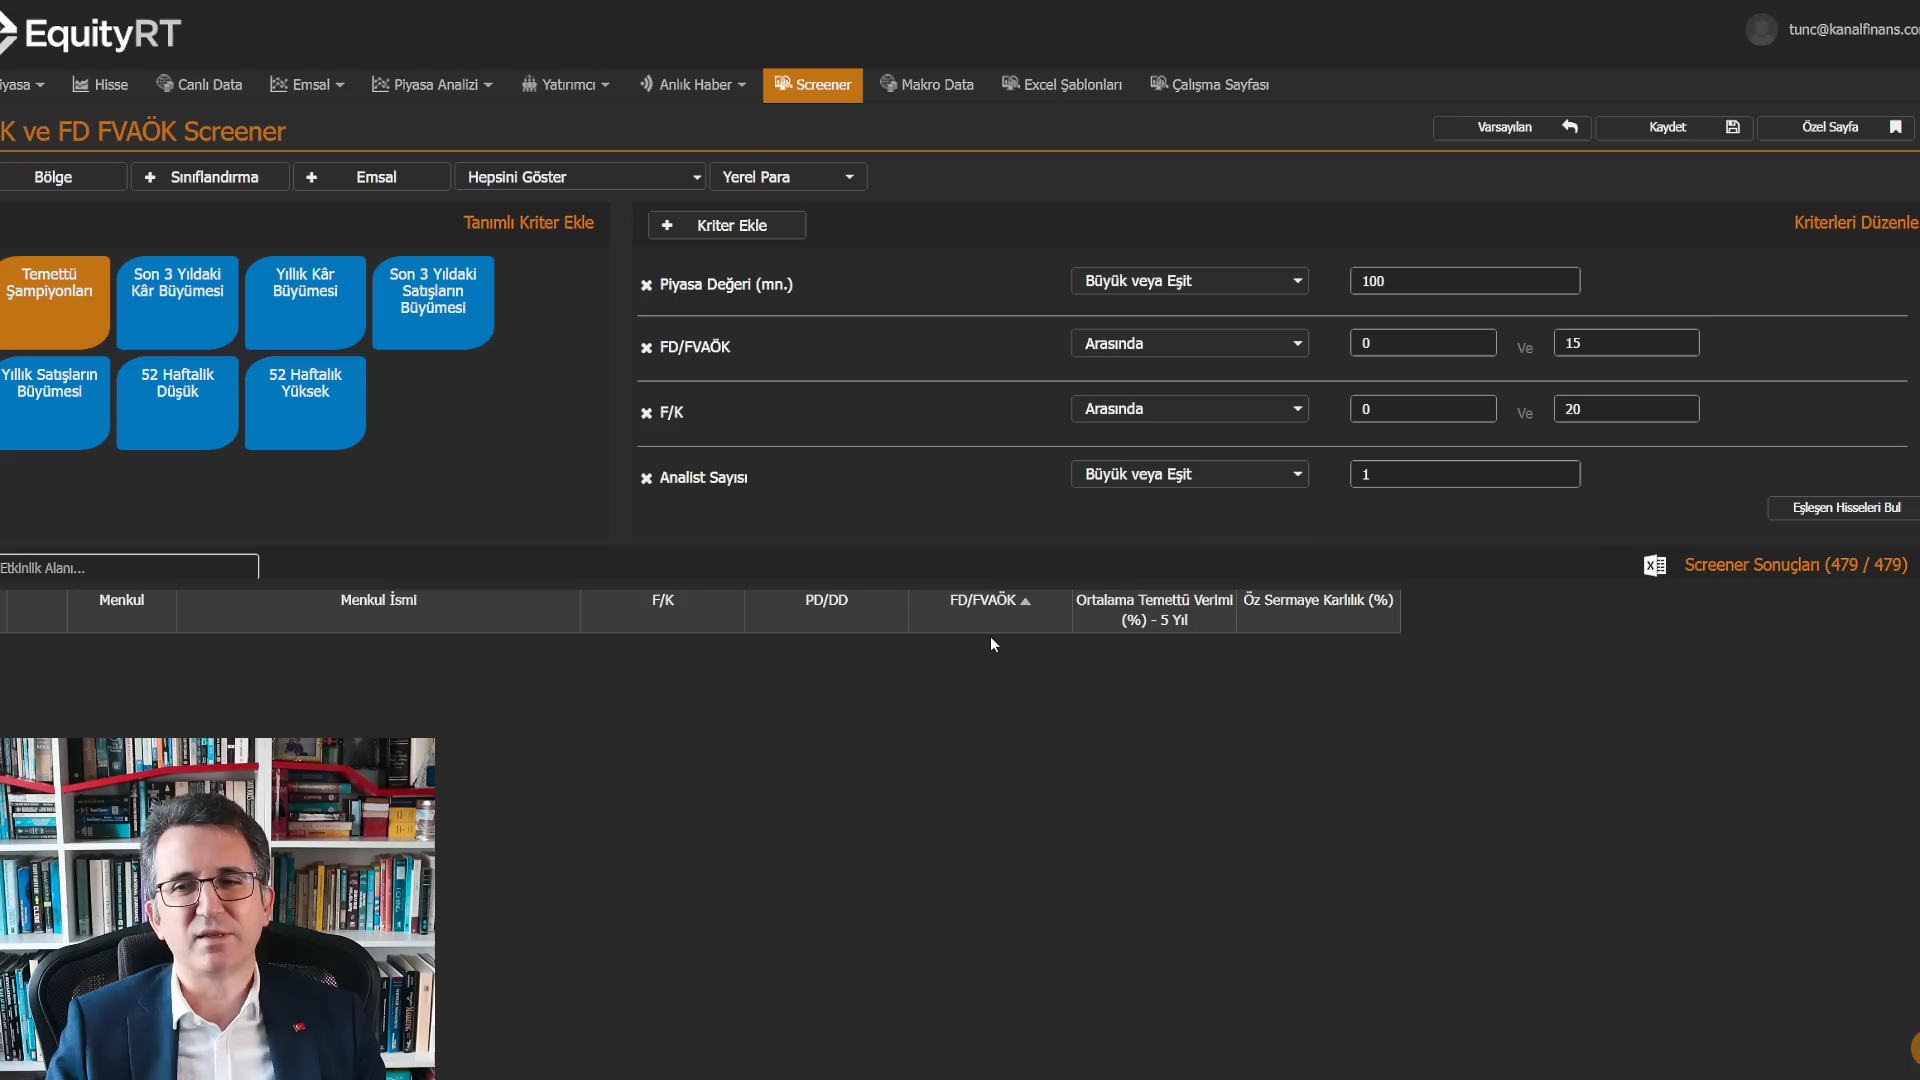 EquityRT
tunc@kanalfinans.co
iyasa
Hisse
Canlı Data
Emsal
Piyasa Analizi
Yatırımcı
Anlık Haber
Screener
Makro Data
Excel Şablonları
Çalışma Sayfası
K ve FD FVAÖK Screener
Varsayılan
Kaydet
Özel Sayfa
Bölge
+ Sınıflandırma
+ Emsal
Hepsini Göster
Yerel Para
Tanımlı Kriter Ekle
+ Kriter Ekle
Kriterleri Düzenle
Temettü
Şampiyonları
Son 3 Yıldaki
Kâr Büyümesi
Yıllık Kâr
Büyümesi
Son 3 Yıldaki
Satışların
Büyümesi
Yıllık Satışların
Büyümesi
52 Haftalık
Düşük
52 Haftalık
Yüksek
Piyasa Değeri (mn.)
Büyük veya Eşit
100
FD/FVAÖK
Arasında
0
Ve
15
F/K
Arasında
0
Ve
20
Analist Sayısı
Büyük veya Eşit
1
Eşleşen Hisseleri Bul
Etkinlik Alanı...
Screener Sonuçları (479 / 479)
Menkul
Menkul İsmi
F/K
PD/DD
FD/FVAÖK
Ortalama Temettü Verimi
(%) - 5 Yıl
Öz Sermaye Karlılık (%)